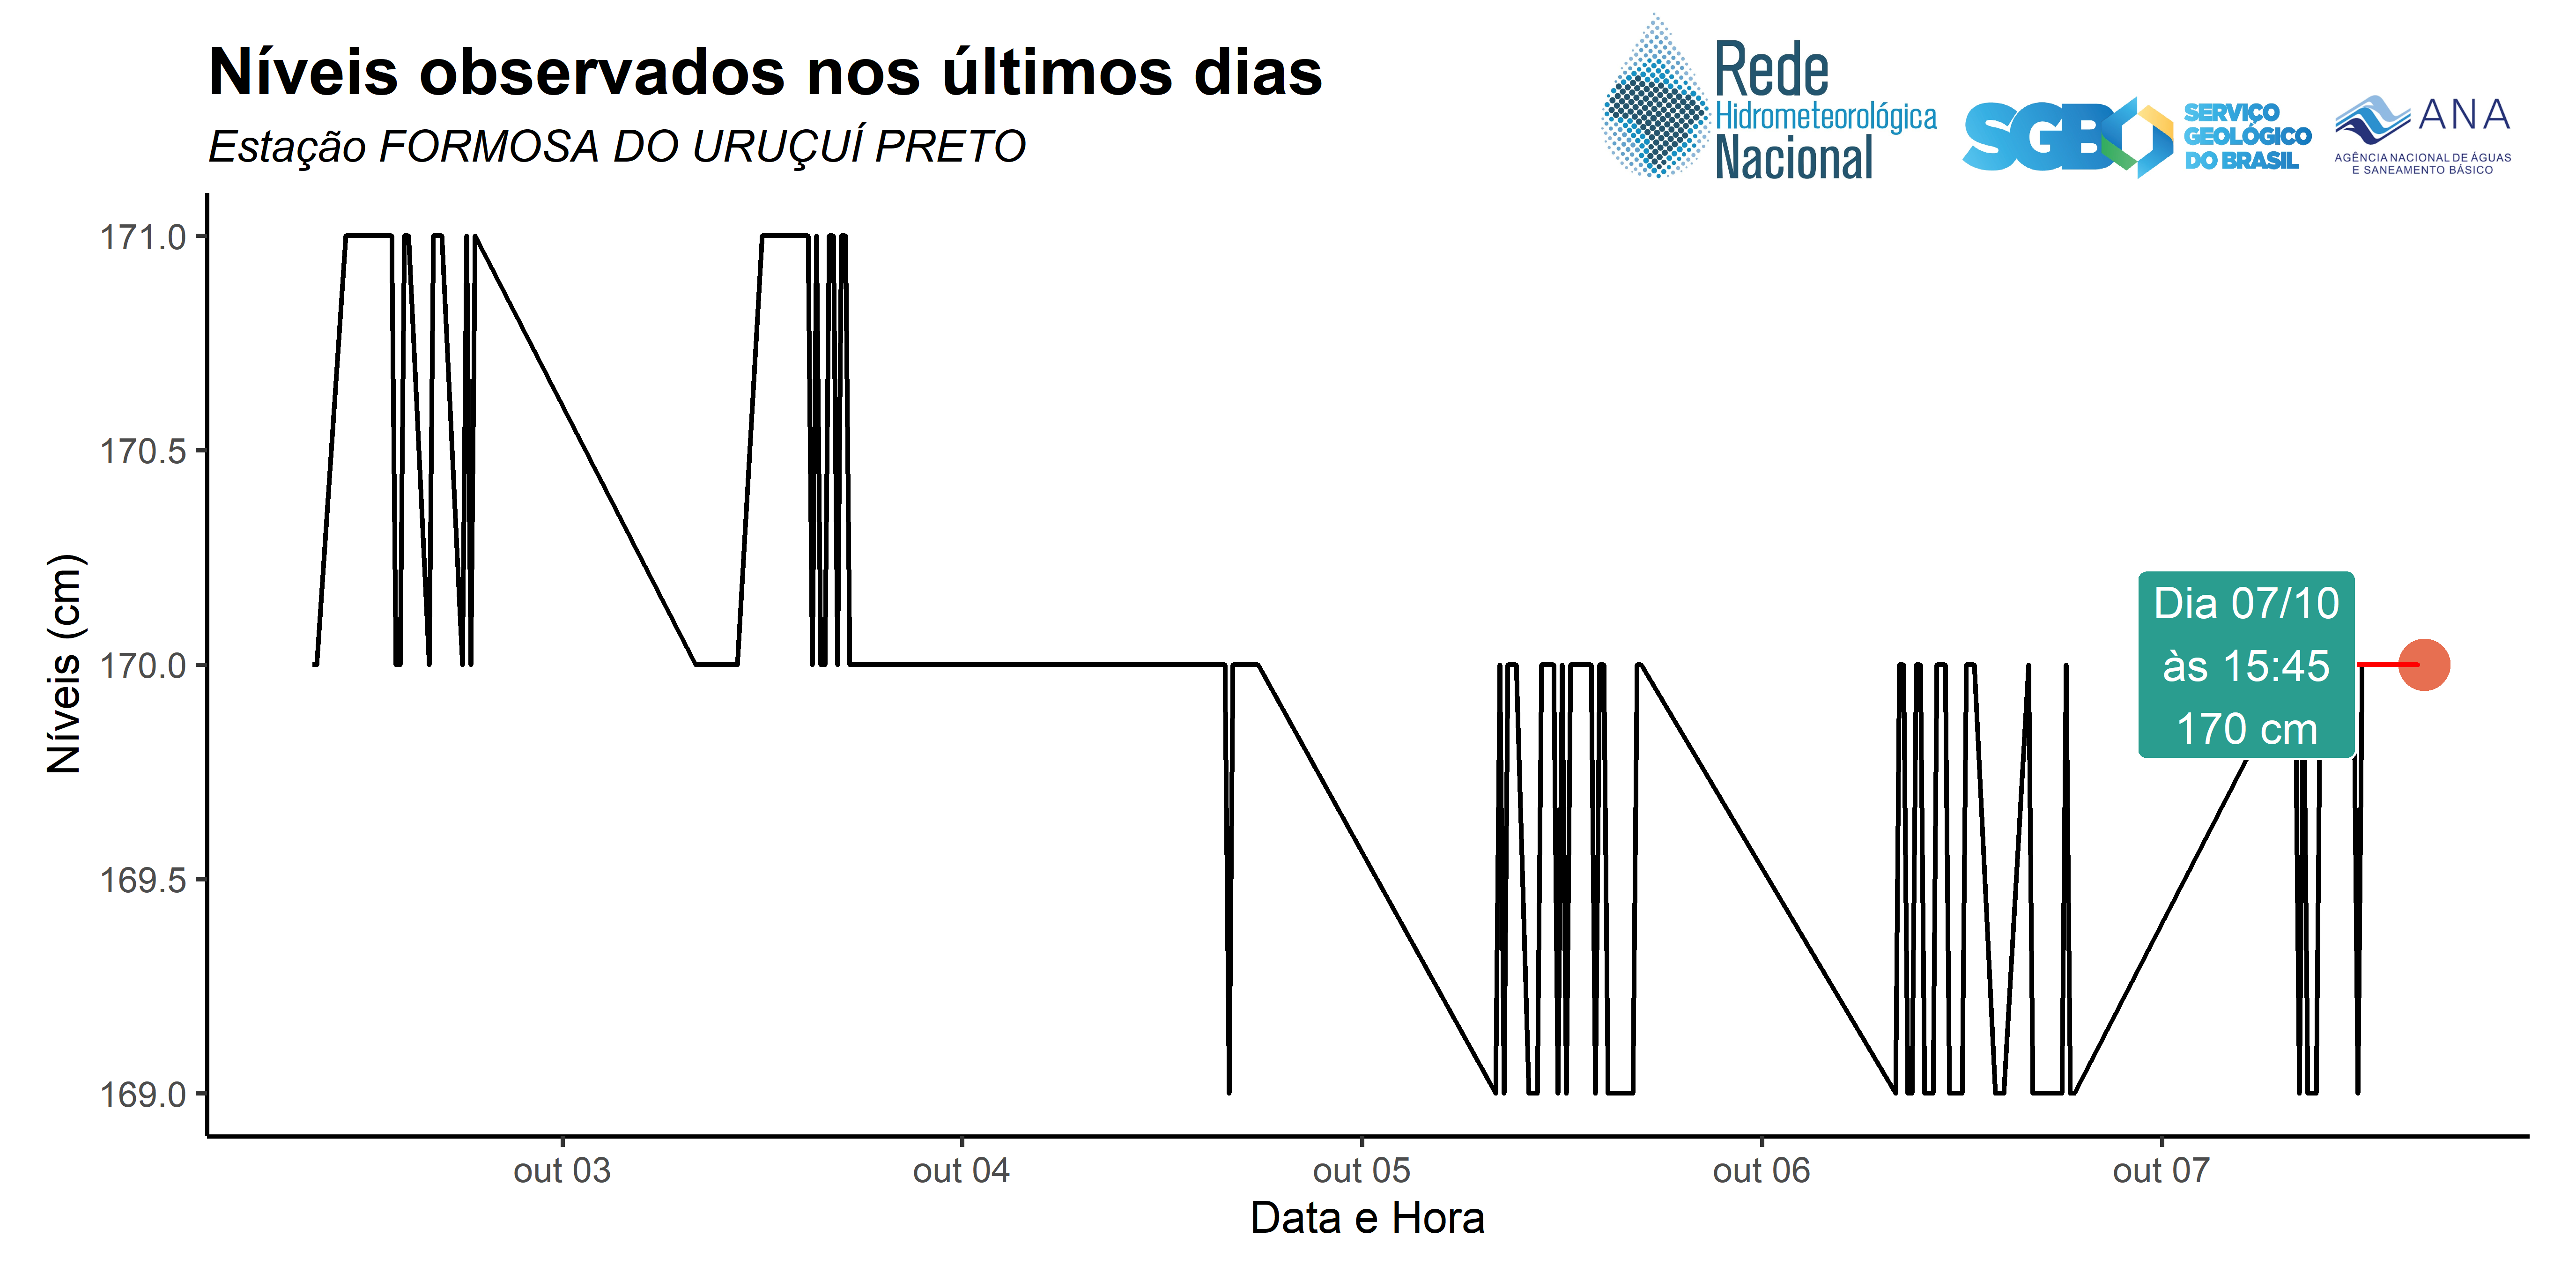 Níveis observados nos últimos dias
Estação FORMOSA DO URUÇUÍ PRETO
Rede
Hidrometeorológica
Nacional
SGB
SERVIÇO
GEOLÓGICO
DO BRASIL
ANA
AGÊNCIA NACIONAL DE ÁGUAS
E SANEAMENTO BÁSICO
Níveis (cm)
171.0
170.5
170.0
169.5
169.0
Dia 07/10
às 15:45
170 cm
out 03
out 04
out 05
out 06
out 07
Data e Hora